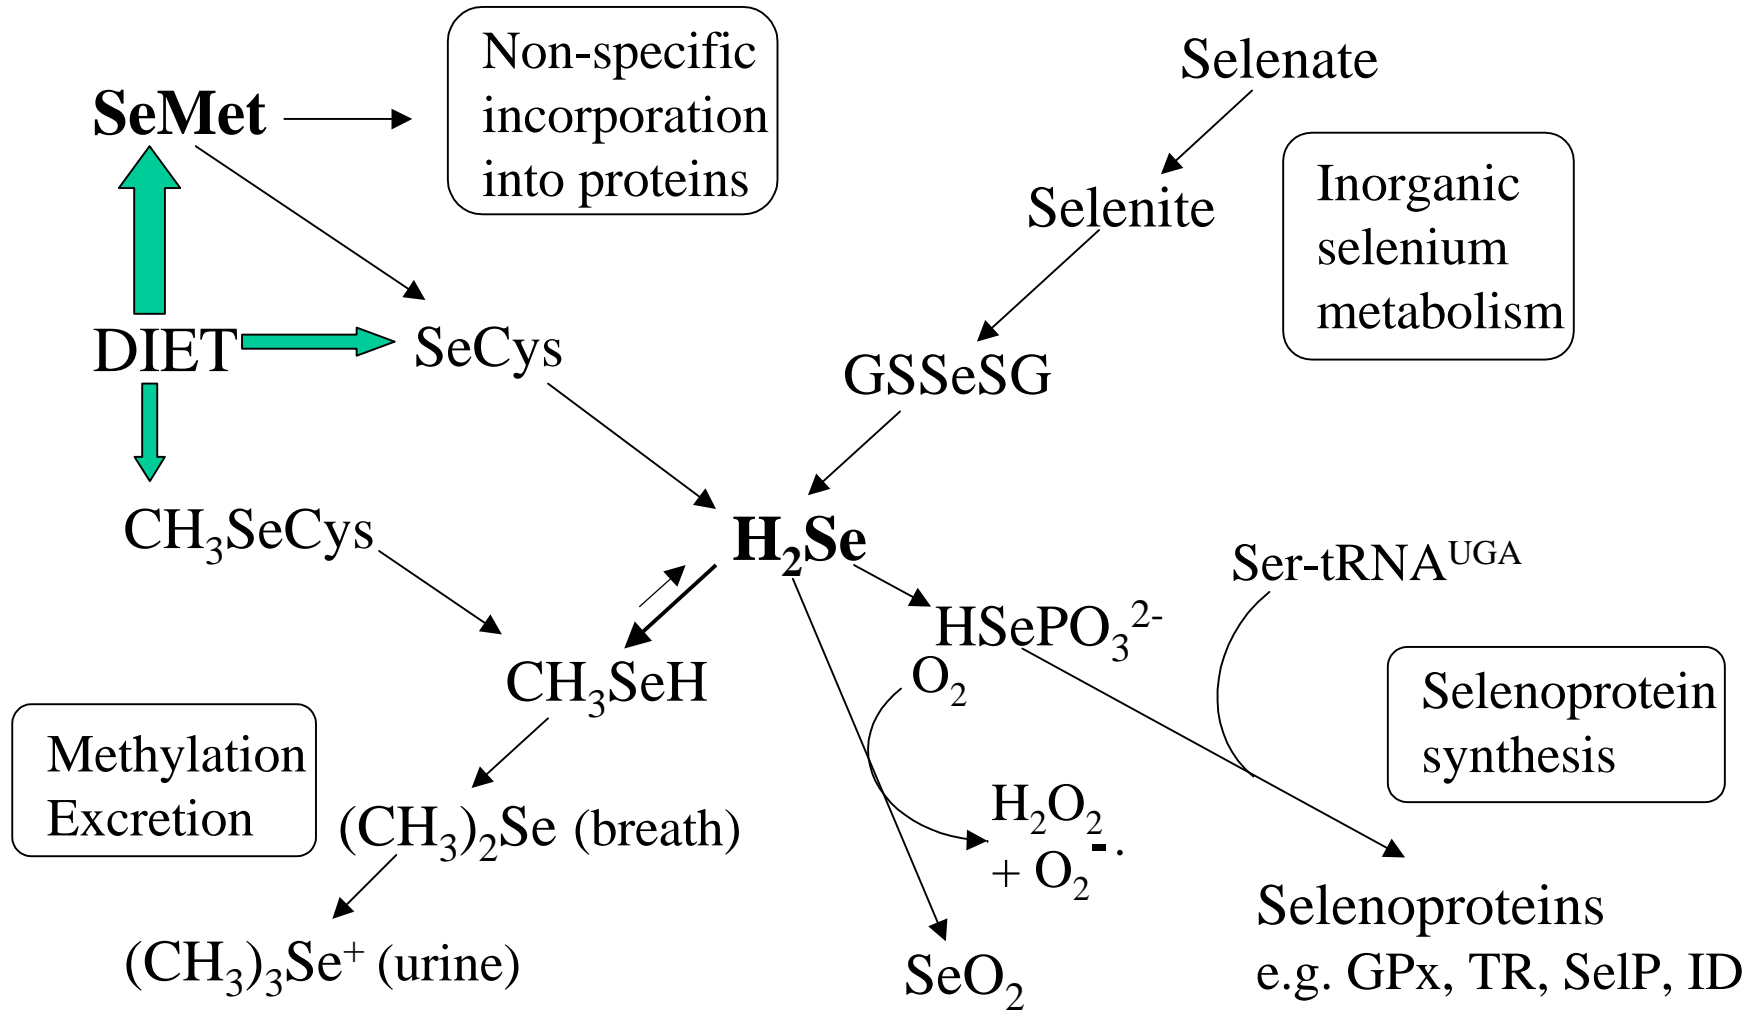 Non-specific
incorporation
into proteins
SeMet
Selenate
Selenite
Inorganic
selenium
metabolism
DIET
SeCys
GSSeSG
CH₃SeCys
H₂Se
Ser-tRNAᵁᴳᴬ
HSePO₃²⁻
O₂
CH₃SeH
Selenoprotein
synthesis
Methylation
Excretion
(CH₃)₂Se (breath)
H₂O₂
+ O₂⁻·
(CH₃)₃Se⁺ (urine)
SeO₂
Selenoproteins
e.g. GPx, TR, SelP, ID